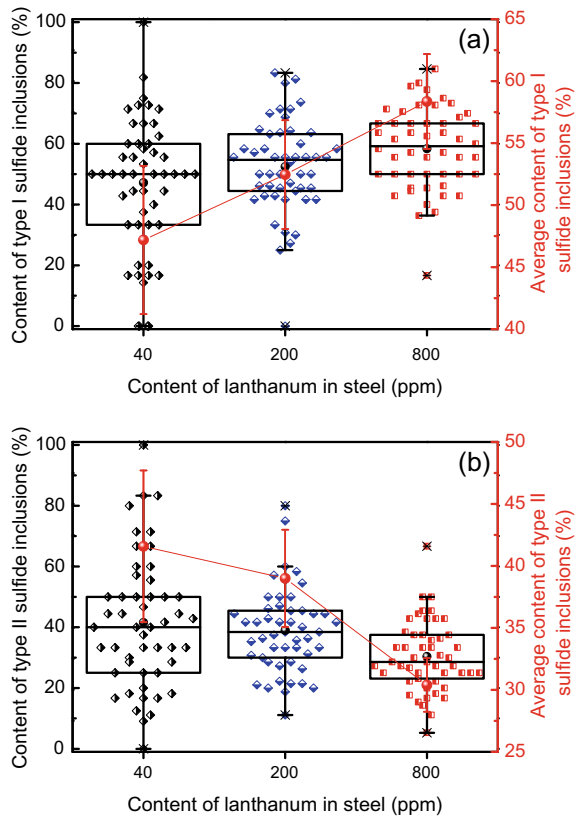 (a)
Content of type I sulfide inclusions (%)
100
80
60
40
20
0
65
60
55
50
45
40
Average content of type I
sulfide inclusions (%)
40 200 800
Content of lanthanum in steel (ppm)
(b)
Content of type II sulfide inclusions (%)
100
80
60
40
20
0
50
45
40
35
30
25
Average content of type II
sulfide inclusions (%)
40 200 800
Content of lanthanum in steel (ppm)